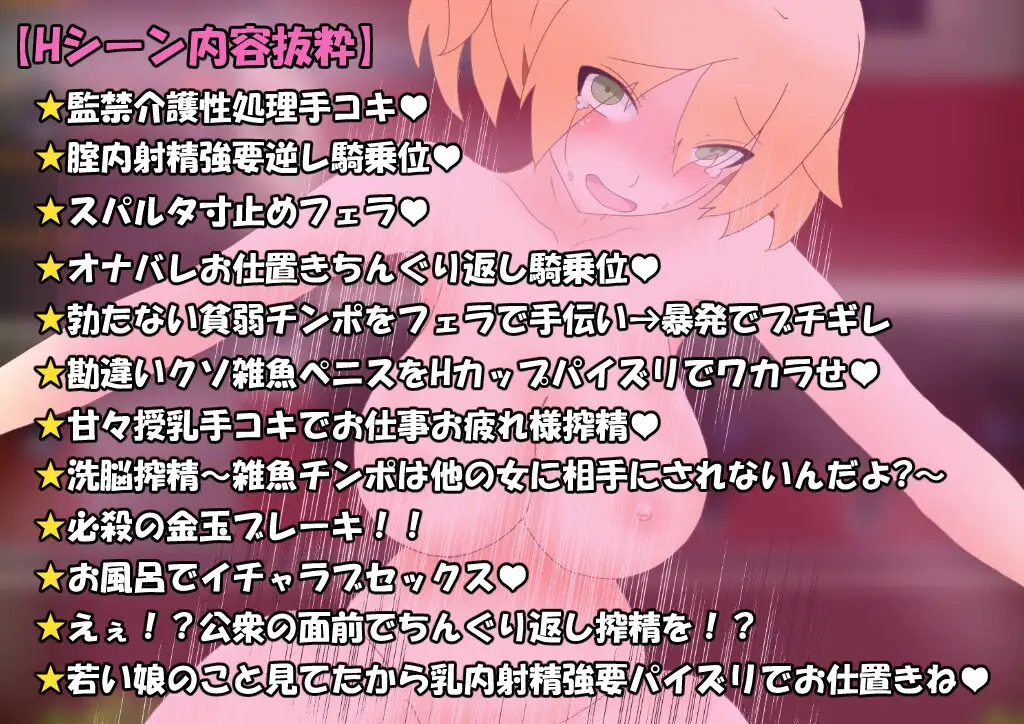 【Hシーン内容抜粋】
★監禁介護性処理手コキ♥
★膣内射精強要逆レ騎乗位♥
★スパルタ寸止めフェラ♥
★オナバレお仕置きちんぐり返し騎乗位♥
★勃たない貧弱チンポをフェラで手伝い→暴発でブチギレ
★勘違いクソ雑魚ペニスをHカップパイズリでワカラせ♥
★甘々授乳手コキでお仕事お疲れ様搾精♥
★洗脳搾精～雑魚チンポは他の女に相手にされないんだよ?～
★必殺の金玉ブレーキ！！
★お風呂でイチャラブセックス♥
★えぇ！？公衆の面前でちんぐり返し搾精を！？
★若い娘のこと見てたから乳内射精強要パイズリでお仕置きね♥